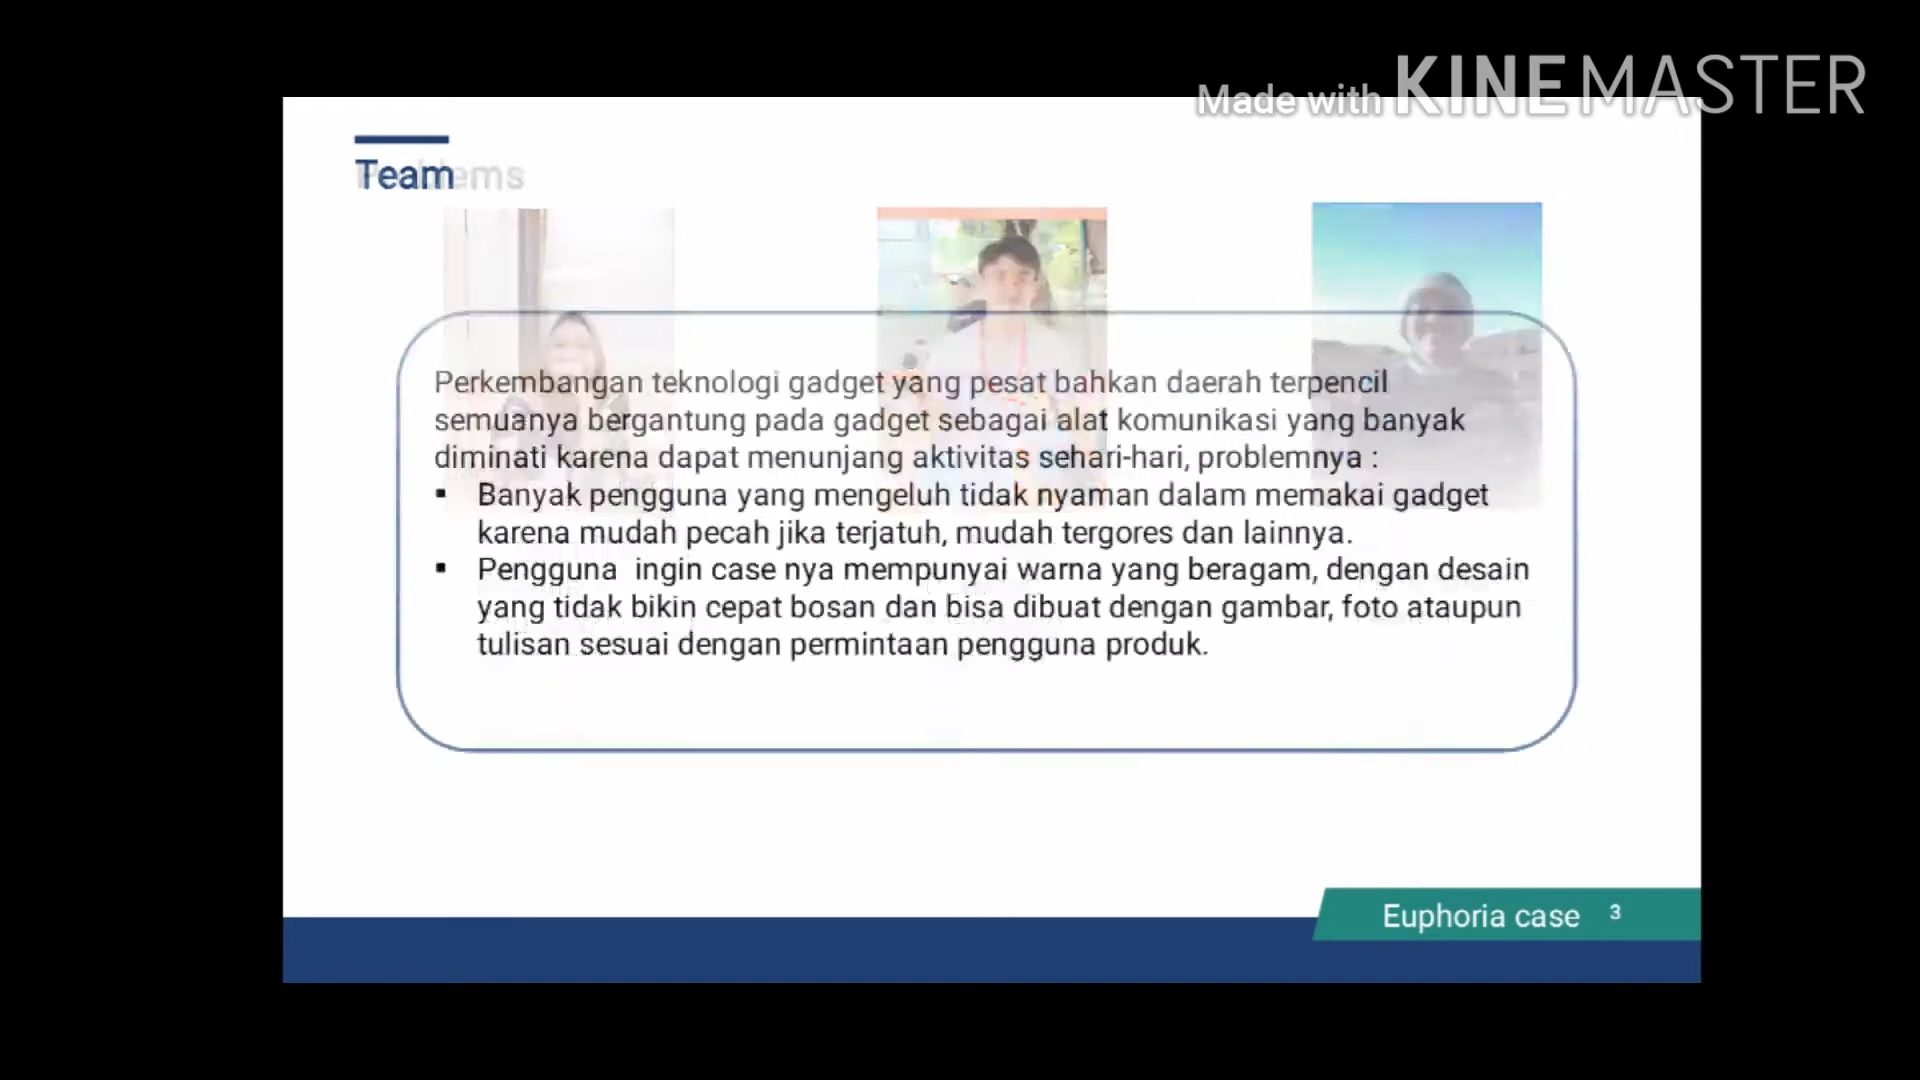 Made with KINEMASTER
Team
Problems
Perkembangan teknologi gadget yang pesat bahkan daerah terpencil
semuanya bergantung pada gadget sebagai alat komunikasi yang banyak
diminati karena dapat menunjang aktivitas sehari-hari, problemnya :
▪ Banyak pengguna yang mengeluh tidak nyaman dalam memakai gadget
karena mudah pecah jika terjatuh, mudah tergores dan lainnya.
▪ Pengguna ingin case nya mempunyai warna yang beragam, dengan desain
yang tidak bikin cepat bosan dan bisa dibuat dengan gambar, foto ataupun
tulisan sesuai dengan permintaan pengguna produk.
Euphoria case 3